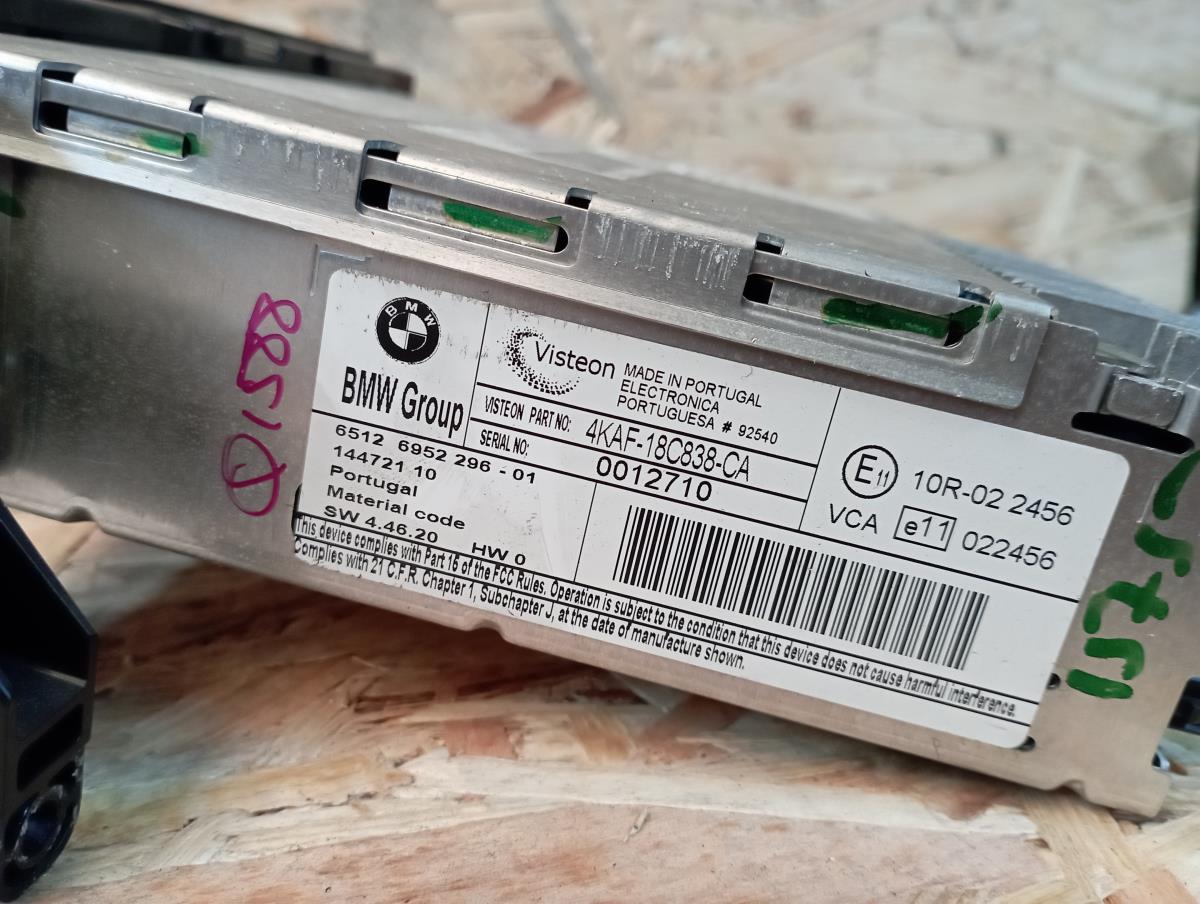 BMW
BMW Group
Visteon
MADE IN PORTUGAL
ELECTRONICA
PORTUGUESA # 92540
VISTEON PART NO: 4KAF-18C838-CA
SERIAL NO: 0012710
6512 6952 296-01
144721 10
Portugal
Material code
SW 4.46.20 HW 0
E11 10R-02 2456
VCA e11 022456
This device complies with Part 16 of the FCC Rules. Operation is subject to the condition that this device does not cause harmful interference.
Complies with 21 C.F.R. Chapter 1, Subchapter J, at the date of manufacture shown.